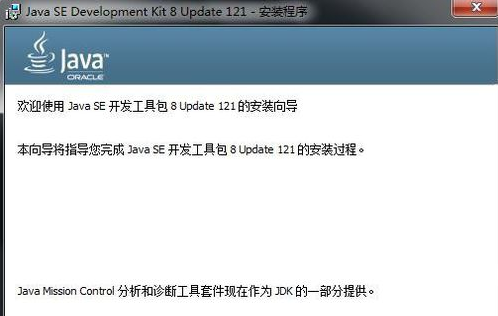 Java SE Development Kit 8 Update 121 - 安装程序
Java
ORACLE
欢迎使用 Java SE 开发工具包 8 Update 121 的安装向导
本向导将指导您完成 Java SE 开发工具包 8 Update 121 的安装过程。
Java Mission Control 分析和诊断工具套件现在作为 JDK 的一部分提供。